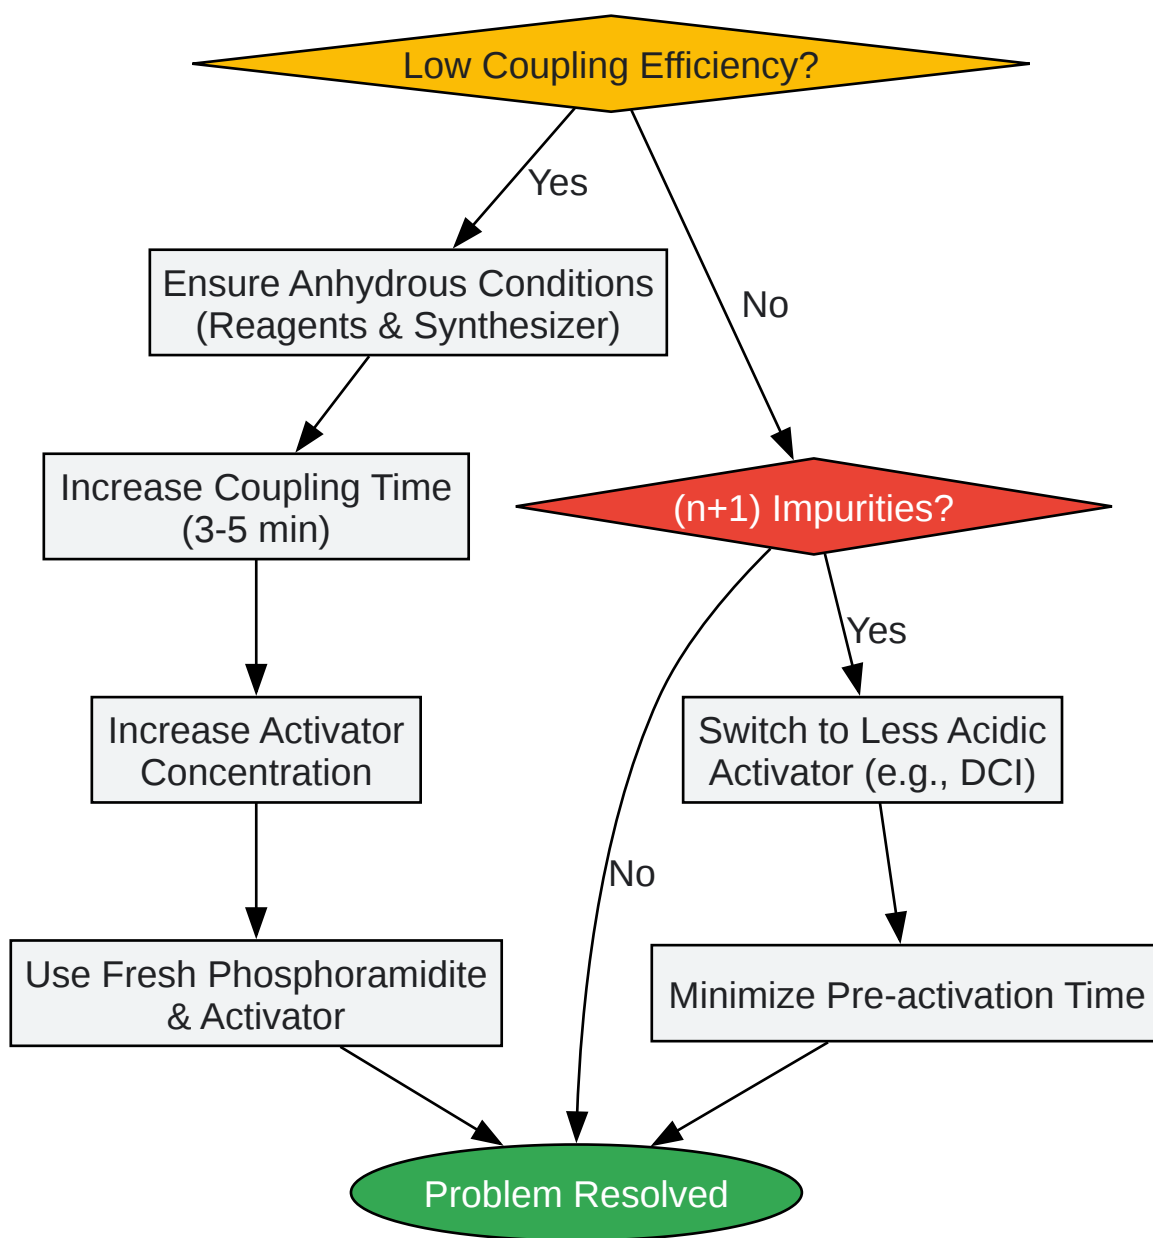 Low Coupling Efficiency?
Yes
Ensure Anhydrous Conditions
(Reagents & Synthesizer)
No
Increase Coupling Time
(3-5 min)
(n+1) Impurities?
Yes
Increase Activator
Concentration
Switch to Less Acidic
Activator (e.g., DCI)
No
Use Fresh Phosphoramidite
& Activator
Minimize Pre-activation Time
Problem Resolved